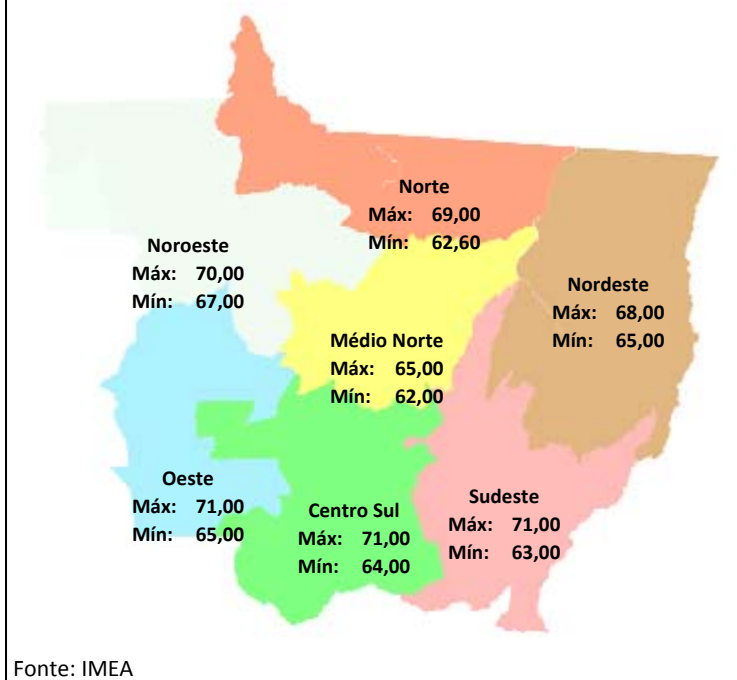 Norte
Máx: 69,00
Mín: 62,60
Noroeste
Máx: 70,00
Mín: 67,00
Nordeste
Máx: 68,00
Mín: 65,00
Médio Norte
Máx: 65,00
Mín: 62,00
Oeste
Máx: 71,00
Mín: 65,00
Centro Sul
Máx: 71,00
Mín: 64,00
Sudeste
Máx: 71,00
Mín: 63,00
Fonte: IMEA